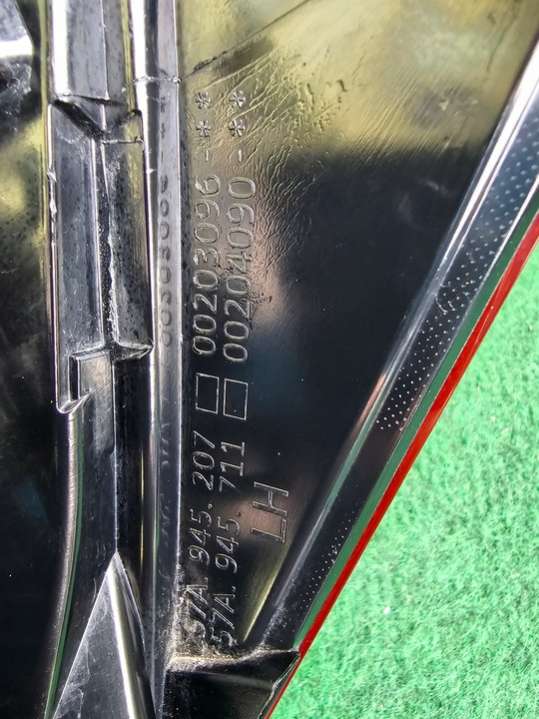 57A.945.207 □ 00203096-**
57A.945.711 □ 00204090-**
LH